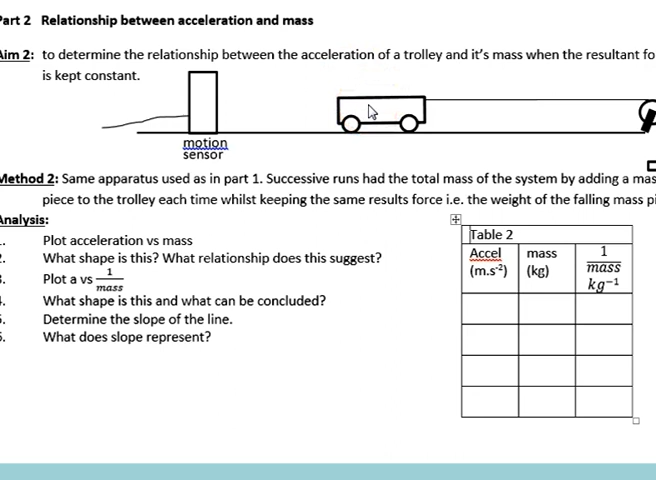 Part 2 Relationship between acceleration and mass
Aim 2: to determine the relationship between the acceleration of a trolley and it's mass when the resultant fo
is kept constant.
motion
sensor
Method 2: Same apparatus used as in part 1. Successive runs had the total mass of the system by adding a mas
piece to the trolley each time whilst keeping the same results force i.e. the weight of the falling mass pi
Analysis:
Plot acceleration vs mass
2. What shape is this? What relationship does this suggest?
3. Plot a vs 1/mass
4. What shape is this and what can be concluded?
5. Determine the slope of the line.
6. What does slope represent?
Table 2
Accel (m.s⁻²) mass (kg) 1/mass kg⁻¹